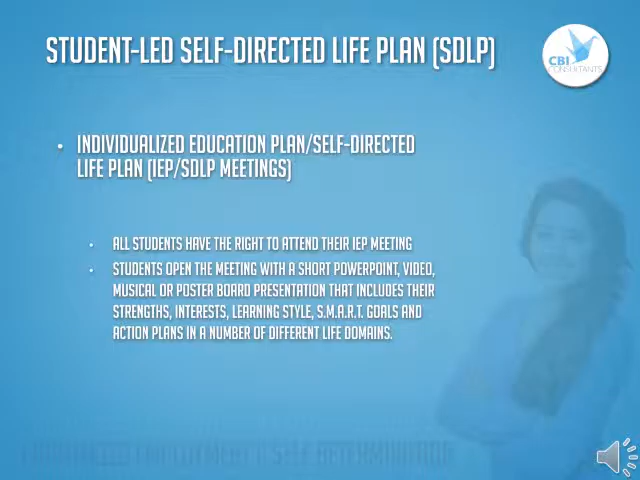 STUDENT-LED SELF-DIRECTED LIFE PLAN (SDLP)
CBI
CONSULTANTS
• INDIVIDUALIZED EDUCATION PLAN/SELF-DIRECTED
LIFE PLAN (IEP/SDLP MEETINGS)
• ALL STUDENTS HAVE THE RIGHT TO ATTEND THEIR IEP MEETING
• STUDENTS OPEN THE MEETING WITH A SHORT POWERPOINT, VIDEO,
MUSICAL OR POSTER BOARD PRESENTATION THAT INCLUDES THEIR
STRENGTHS, INTERESTS, LEARNING STYLE, S.M.A.R.T. GOALS AND
ACTION PLANS IN A NUMBER OF DIFFERENT LIFE DOMAINS.
SELF DETERMINATION